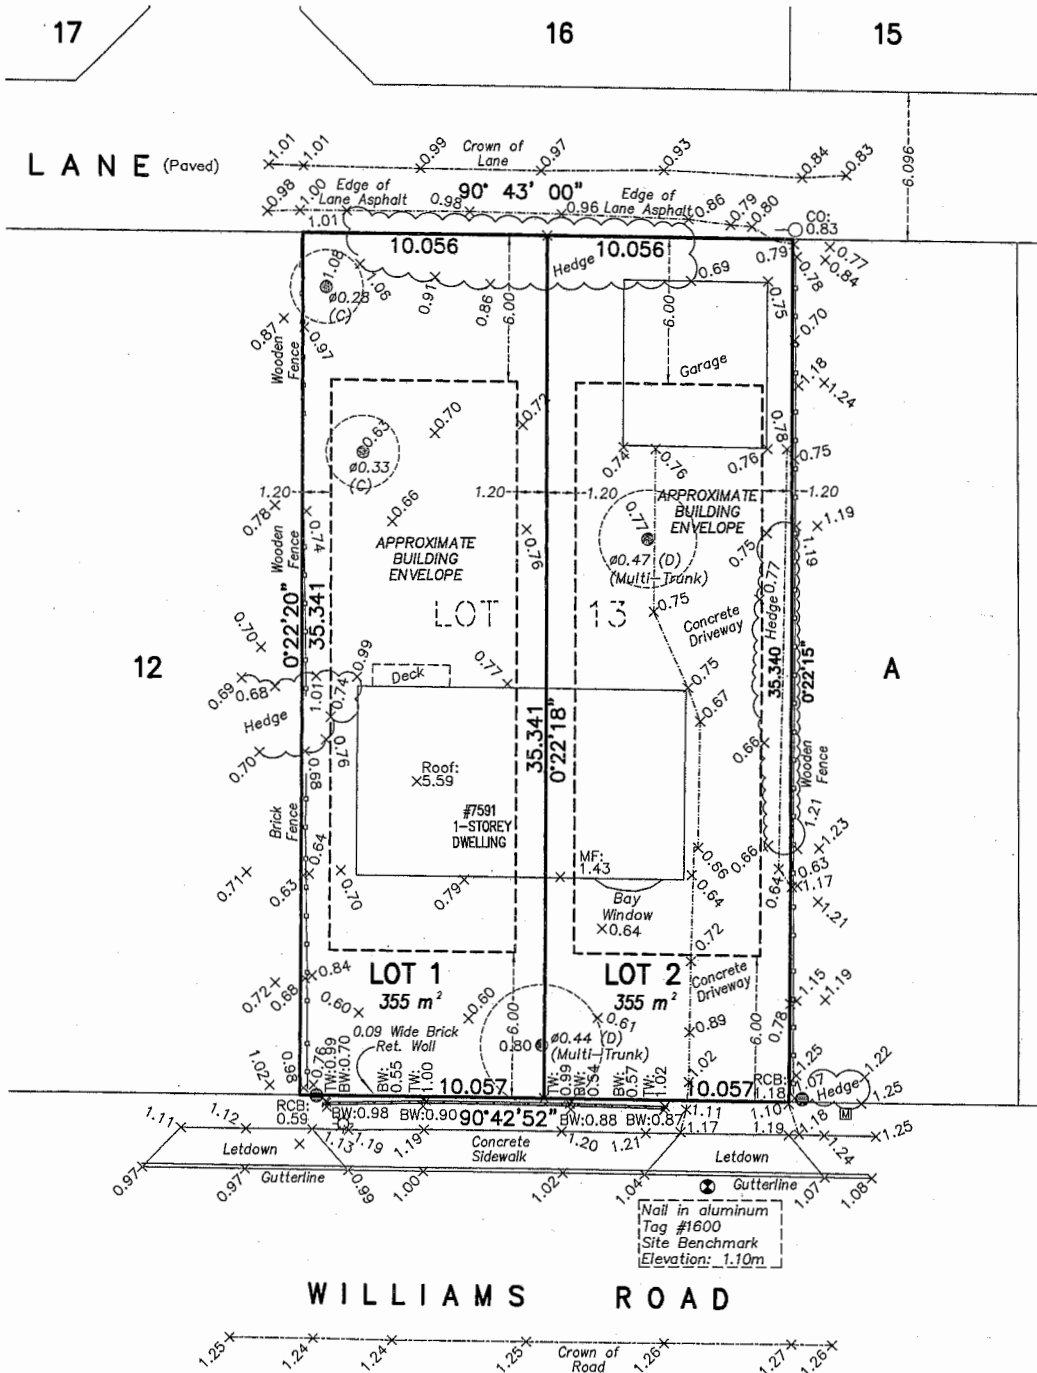 17
16
15
LANE (Paved)
1.01
1.01
0.99
Crown of
Lane
0.97
0.93
0.84
0.83
6.096
0.98
1.00
Edge of
Lane Asphalt
0.98
90° 43' 00"
0.96
Edge of
Lane Asphalt
0.86
0.79
0.80
CO:
0.83
1.01
10.056
10.056
Hedge
0.79
0.77
0.84
0.78
1.08
1.06
0.91
0.86
6.00
6.00
0.69
0.75
ø0.28
(C)
0.87
0.97
Wooden
Fence
0.70
Garage
1.18
1.24
0.70
0.72
0.63
ø0.33
(C)
0.74
0.76
0.76
0.78
0.75
1.20
1.20
1.20
1.20
0.78
0.66
0.74
Wooden
Fence
0.76
APPROXIMATE
BUILDING
ENVELOPE
APPROXIMATE
BUILDING
ENVELOPE
0.77
ø0.47 (D)
(Multi-Trunk)
0.75
1.19
1.19
0.77
Hedge
0°22'20"
35.341
LOT 13
0.75
Concrete
Driveway
35.340
0°22'15"
12
A
0.70
0.69
0.68
Hedge
0.70
1.01
0.74
0.99
0.76
0.68
Deck
0.77
0.75
0.67
35.341
0°22'18"
0.66
Wooden
Fence
Roof:
5.59
#7591
1-STOREY
DWELLING
Brick
Fence
0.64
0.63
0.71
0.70
0.79
MF:
1.43
Bay
Window
0.64
0.66
0.64
0.66
0.64
1.21
1.23
0.63
1.17
1.21
0.72
LOT 1
355 m²
LOT 2
355 m²
Concrete
Driveway
0.72
0.68
0.84
0.60
0.60
6.00
0.61
0.89
6.00
0.78
1.15
1.19
0.09 Wide Brick
Ret. Wall
0.80
ø0.44 (D)
(Multi-Trunk)
1.02
0.98
0.76
TW:0.99
BW:0.70
BW:
0.55
TW:
1.00
10.057
TW:
0.99
BW:
0.54
BW:
0.57
TW:
1.02
1.02
10.057
RCB:
1.18
1.25
1.07
1.22
Hedge
1.25
M
1.11
1.12
RCB:
0.59
BW:0.98
BW:0.90
90° 42' 52"
BW:0.88
BW:0.87
1.11
1.10
1.18
1.13
1.19
1.19
Concrete
Sidewalk
1.20
1.21
1.17
1.19
1.24
1.25
Letdown
Letdown
0.97
0.97
Gutterline
0.99
1.00
1.02
1.04
Gutterline
1.07
1.08
Nail in aluminum
Tag #1600
Site Benchmark
Elevation: 1.10m
WILLIAMS ROAD
1.25
1.24
1.24
1.25
Crown of
Road
1.26
1.27
1.26